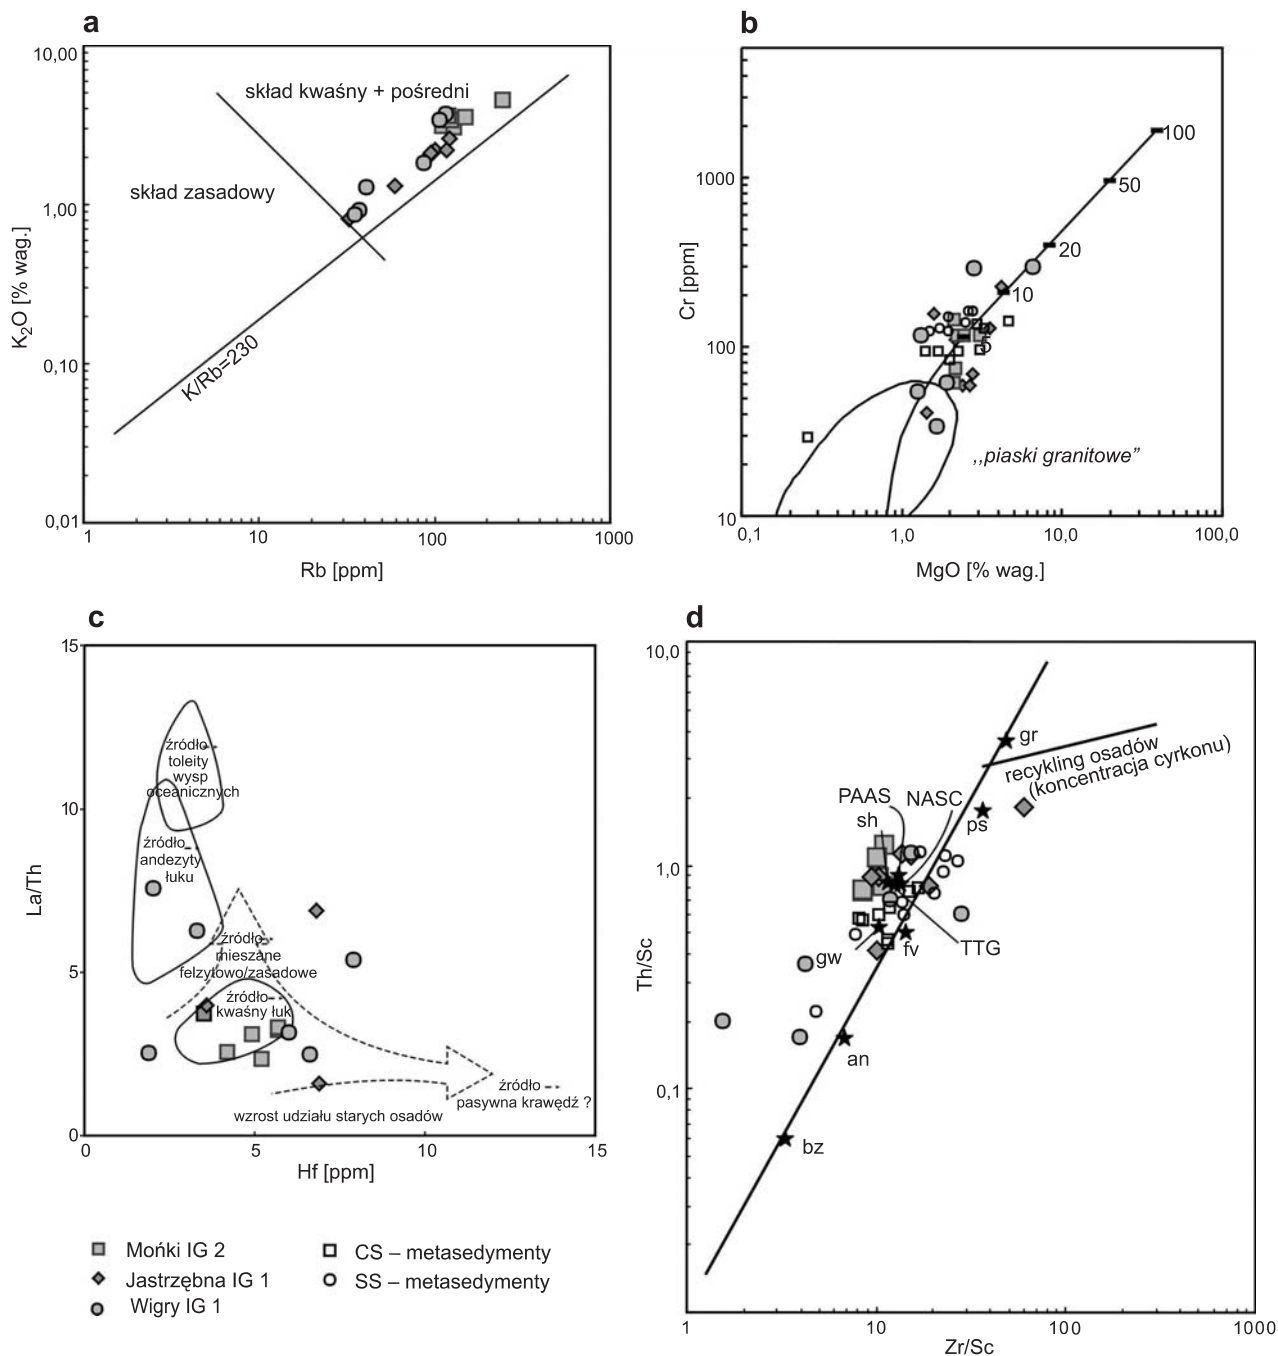 a
10,00
1,00
0,10
0,01
K₂O [% wag.]
skład kwaśny + pośredni
skład zasadowy
K/Rb=230
1
10
100
1000
Rb [ppm]
b
1000
100
10
Cr [ppm]
100
50
20
10
5
,,piaski granitowe”
0,1
1,0
10,0
100,0
MgO [% wag.]
c
15
10
5
0
La/Th
źródło
toleity
wysp
oceanicznych
źródło
andezyty
łuku
źródło
mieszane
felzytowo/zasadowe
źródło
kwaśny łuk
źródło
pasywna krawędź ?
wzrost udziału starych osadów
0
5
10
15
Hf [ppm]
d
10,0
1,0
0,1
Th/Sc
gr
recykling osadów
(koncentracja cyrkonu)
PAAS
NASC
sh
ps
gw
fv
TTG
an
bz
1
10
100
1000
Zr/Sc
Mońki IG 2
Jastrzębna IG 1
Wigry IG 1
CS – metasedymenty
SS – metasedymenty